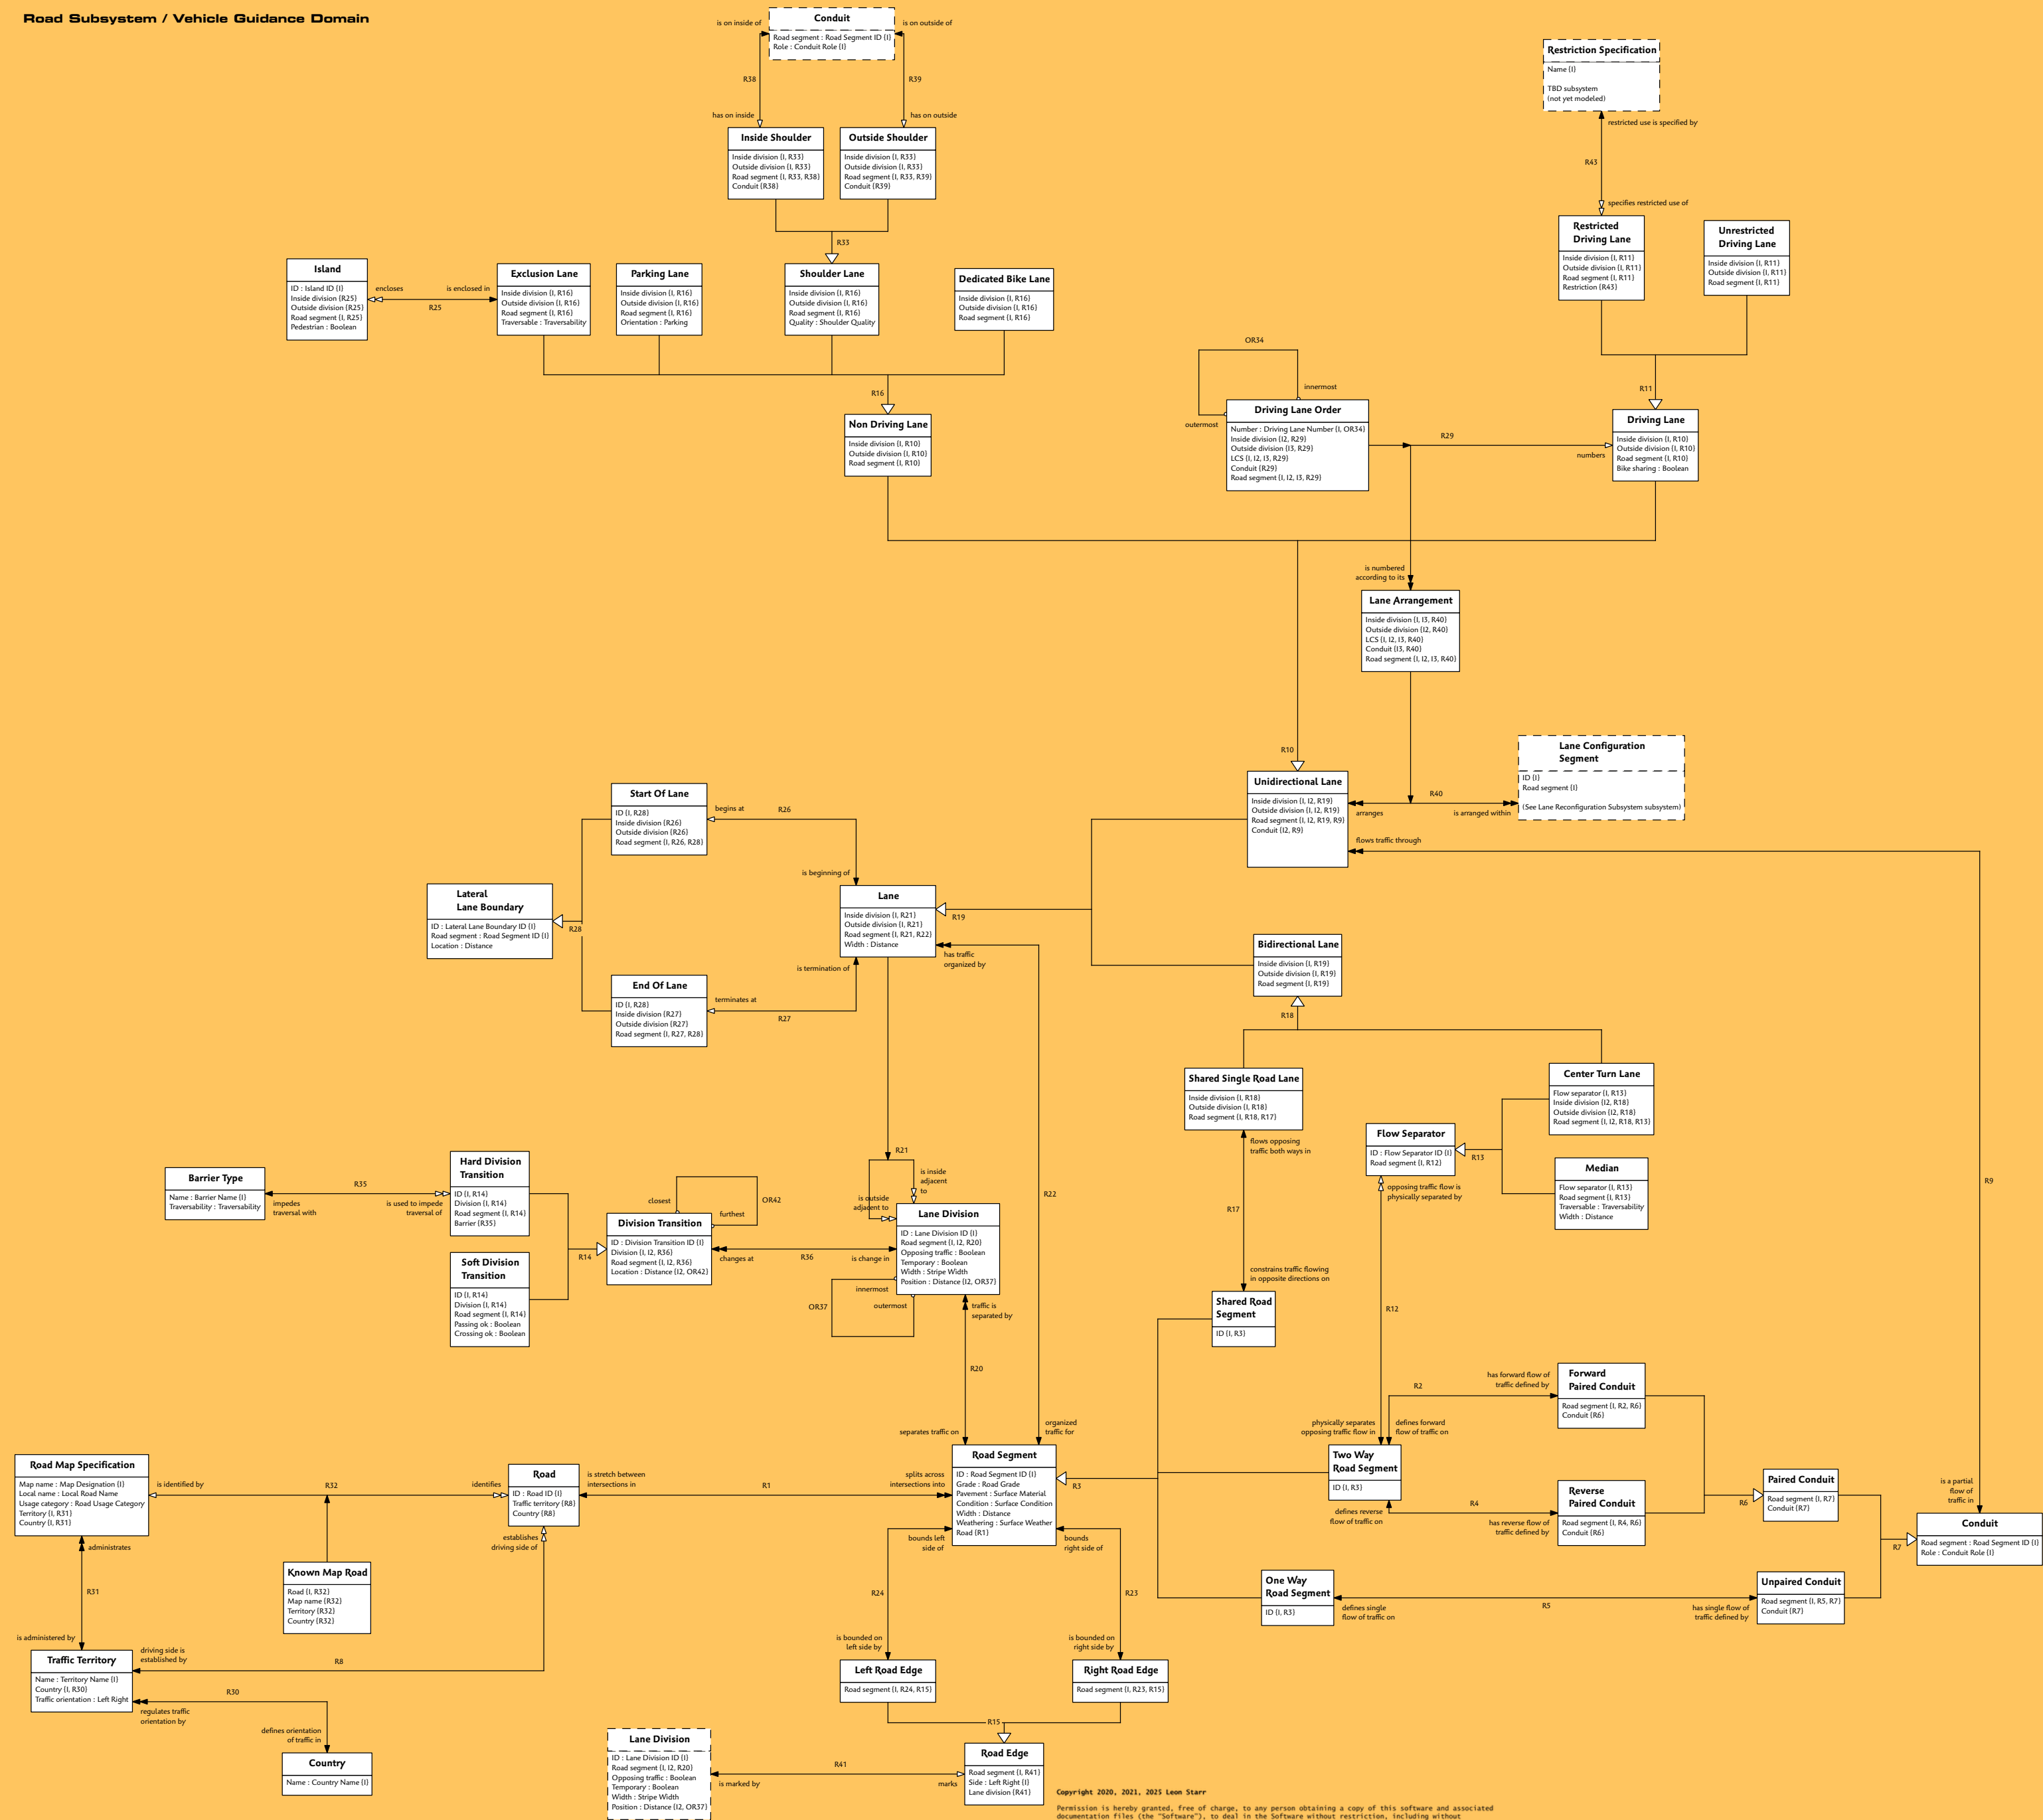 Road Subsystem / Vehicle Guidance Domain
is on inside of
Conduit
Road segment : Road Segment ID {I}
Role : Conduit Role {I}
is on outside of
R38
R39
has on inside
has on outside
Inside Shoulder
Inside division {I, R33}
Outside division {I, R33}
Road segment {I, R33, R38}
Conduit {R38}
Outside Shoulder
Inside division {I, R33}
Outside division {I, R33}
Road segment {I, R33, R39}
Conduit {R39}
R33
Restriction Specification
Name {I}
TBD subsystem
(not yet modeled)
restricted use is specified by
R43
specifies restricted use of
Restricted
Driving Lane
Inside division {I, R11}
Outside division {I, R11}
Road segment {I, R11}
Restriction {R43}
Unrestricted
Driving Lane
Inside division {I, R11}
Outside division {I, R11}
Road segment {I, R11}
R11
Island
ID : Island ID {I}
Inside division {R25}
Outside division {R25}
Road segment {I, R25}
Pedestrian : Boolean
encloses
is enclosed in
R25
Exclusion Lane
Inside division {I, R16}
Outside division {I, R16}
Road segment {I, R16}
Traversable : Traversability
Parking Lane
Inside division {I, R16}
Outside division {I, R16}
Road segment {I, R16}
Orientation : Parking
Shoulder Lane
Inside division {I, R16}
Outside division {I, R16}
Road segment {I, R16}
Quality : Shoulder Quality
Dedicated Bike Lane
Inside division {I, R16}
Outside division {I, R16}
Road segment {I, R16}
R16
Non Driving Lane
Inside division {I, R10}
Outside division {I, R10}
Road segment {I, R10}
OR34
innermost
outermost
Driving Lane Order
Number : Driving Lane Number {I, OR34}
Inside division {I2, R29}
Outside division {I3, R29}
LCS {I, I2, I3, R29}
Conduit {R29}
Road segment {I, I2, I3, R29}
R29
numbers
Driving Lane
Inside division {I, R10}
Outside division {I, R10}
Road segment {I, R10}
Bike sharing : Boolean
is numbered
according to its
Lane Arrangement
Inside division {I, I3, R40}
Outside division {I2, R40}
LCS {I, I2, I3, R40}
Conduit {I3, R40}
Road segment {I, I2, I3, R40}
R10
Unidirectional Lane
Inside division {I, I2, R19}
Outside division {I, I2, R19}
Road segment {I, I2, R19, R9}
Conduit {I2, R9}
R40
arranges
is arranged within
Lane Configuration
Segment
ID {I}
Road segment {I}
(See Lane Reconfiguration Subsystem subsystem)
flows traffic through
Start Of Lane
ID {I, R28}
Inside division {R26}
Outside division {R26}
Road segment {I, R26, R28}
begins at
R26
is beginning of
Lateral
Lane Boundary
ID : Lateral Lane Boundary ID {I}
Road segment : Road Segment ID {I}
Location : Distance
R28
Lane
Inside division {I, R21}
Outside division {I, R21}
Road segment {I, R21, R22}
Width : Distance
R19
has traffic
organized by
is termination of
End Of Lane
ID {I, R28}
Inside division {R27}
Outside division {R27}
Road segment {I, R27, R28}
terminates at
R27
Bidirectional Lane
Inside division {I, R19}
Outside division {I, R19}
Road segment {I, R19}
R18
Shared Single Road Lane
Inside division {I, R18}
Outside division {I, R18}
Road segment {I, R18, R17}
flows opposing
traffic both ways in
R17
constrains traffic flowing
in opposite directions on
Shared Road
Segment
ID {I, R3}
Center Turn Lane
Flow separator {I, R13}
Inside division {I2, R18}
Outside division {I2, R18}
Road segment {I, I2, R18, R13}
Flow Separator
ID : Flow Separator ID {I}
Road segment {I, R12}
R13
Median
Flow separator {I, R13}
Road segment {I, R13}
Traversable : Traversability
Width : Distance
opposing traffic flow is
physically separated by
R12
R9
Barrier Type
Name : Barrier Name {I}
Traversability : Traversability
R35
impedes
traversal with
is used to impede
traversal of
Hard Division
Transition
ID {I, R14}
Division {I, R14}
Road segment {I, R14}
Barrier {R35}
Soft Division
Transition
ID {I, R14}
Division {I, R14}
Road segment {I, R14}
Passing ok : Boolean
Crossing ok : Boolean
R14
closest
OR42
furthest
Division Transition
ID : Division Transition ID {I}
Division {I, I2, R36}
Road segment {I, I2, R36}
Location : Distance {I2, OR42}
changes at
R36
is change in
R21
is inside
adjacent
to
is outside
adjacent to
R22
Lane Division
ID : Lane Division ID {I}
Road segment {I, I2, R20}
Opposing traffic : Boolean
Temporary : Boolean
Width : Stripe Width
Position : Distance {I2, OR37}
innermost
OR37
outermost
traffic is
separated by
R20
separates traffic on
organized
traffic for
Road Map Specification
Map name : Map Designation {I}
Local name : Local Road Name
Usage category : Road Usage Category
Territory {I, R31}
Country {I, R31}
is identified by
R32
identifies
Road
ID : Road ID {I}
Traffic territory {R8}
Country {R8}
is stretch between
intersections in
R1
splits across
intersections into
Road Segment
ID : Road Segment ID {I}
Grade : Road Grade
Pavement : Surface Material
Condition : Surface Condition
Width : Distance
Weathering : Surface Weather
Road {R1}
R3
physically separates
opposing traffic flow in
defines forward
flow of traffic on
R2
has forward flow of
traffic defined by
Forward
Paired Conduit
Road segment {I, R2, R6}
Conduit {R6}
Two Way
Road Segment
ID {I, R3}
defines reverse
flow of traffic on
R4
has reverse flow of
traffic defined by
Reverse
Paired Conduit
Road segment {I, R4, R6}
Conduit {R6}
R6
Paired Conduit
Road segment {I, R7}
Conduit {R7}
is a partial
flow of
traffic in
R7
Conduit
Road segment : Road Segment ID {I}
Role : Conduit Role {I}
administrates
establishes
driving side of
bounds left
side of
bounds
right side of
Known Map Road
Road {I, R32}
Map name {R32}
Territory {R32}
Country {R32}
R31
R24
R23
One Way
Road Segment
ID {I, R3}
defines single
flow of traffic on
R5
has single flow of
traffic defined by
Unpaired Conduit
Road segment {I, R5, R7}
Conduit {R7}
is administered by
driving side is
established by
R8
Traffic Territory
Name : Territory Name {I}
Country {I, R30}
Traffic orientation : Left Right
R30
regulates traffic
orientation by
defines orientation
of traffic in
Country
Name : Country Name {I}
is bounded on
left side by
is bounded on
right side by
Left Road Edge
Road segment {I, R24, R15}
Right Road Edge
Road segment {I, R23, R15}
R15
Lane Division
ID : Lane Division ID {I}
Road segment {I, I2, R20}
Opposing traffic : Boolean
Temporary : Boolean
Width : Stripe Width
Position : Distance {I2, OR37}
R41
is marked by
marks
Road Edge
Road segment {I, R41}
Side : Left Right {I}
Lane division {R41}
Copyright 2020, 2021, 2025 Leon Starr
Permission is hereby granted, free of charge, to any person obtaining a copy of this software and associated
documentation files (the "Software"), to deal in the Software without restriction, including without